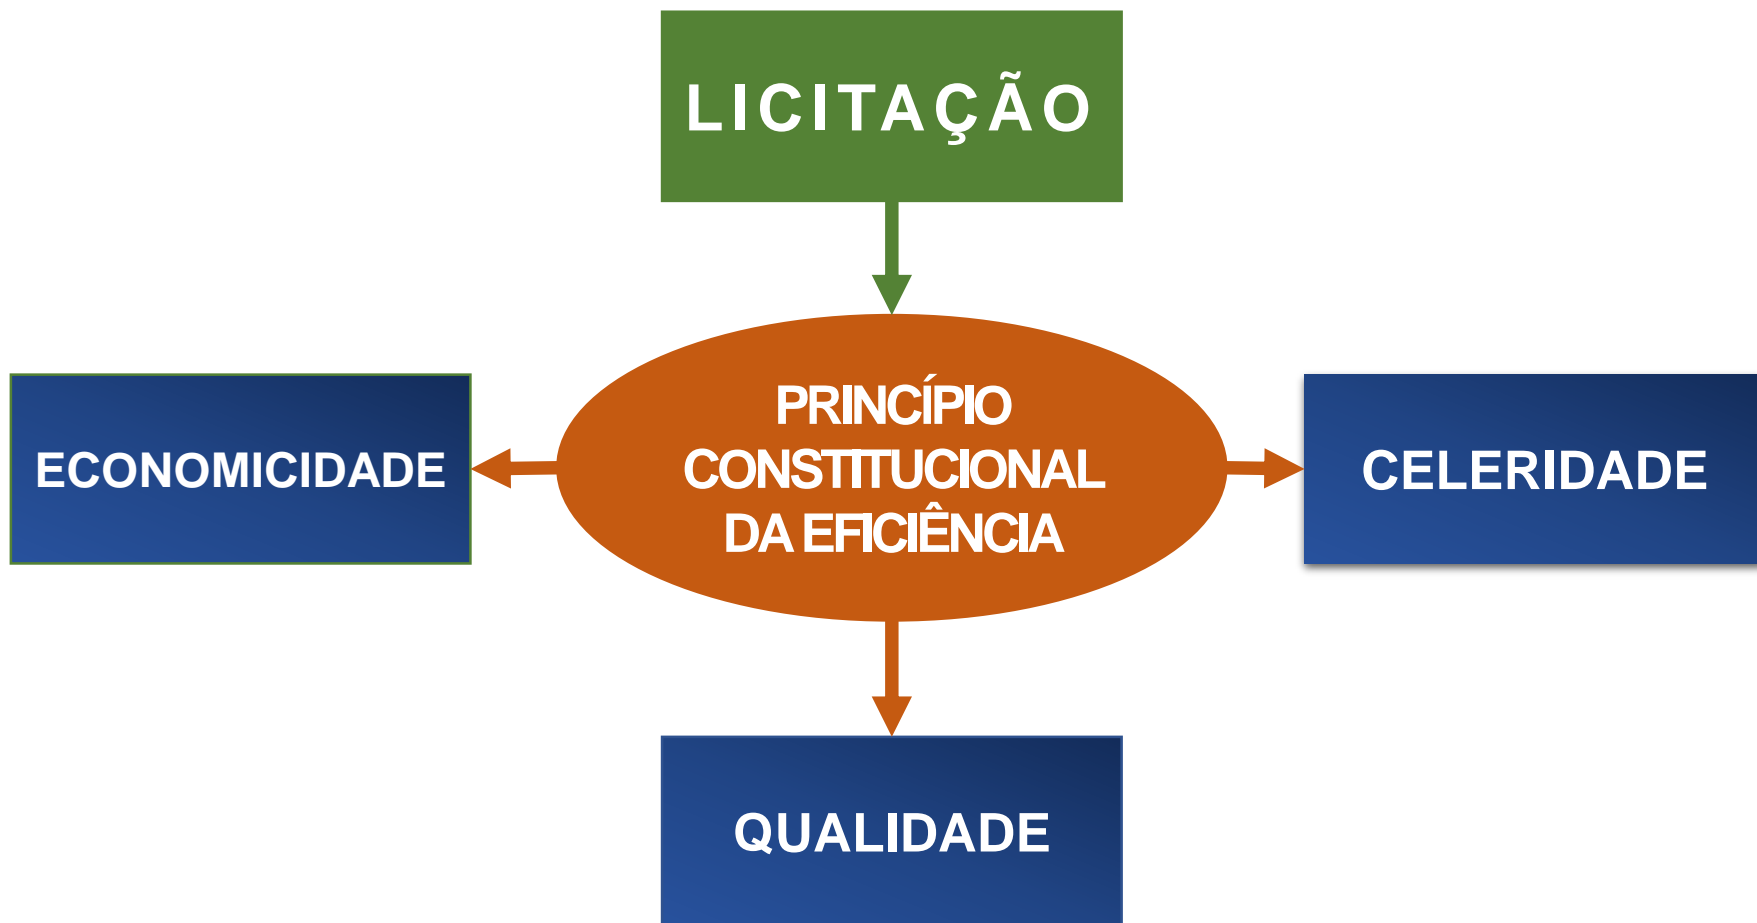 LICITAÇÃO
PRINCÍPIO
CONSTITUCIONAL
DA EFICIÊNCIA
ECONOMICIDADE
CELERIDADE
QUALIDADE